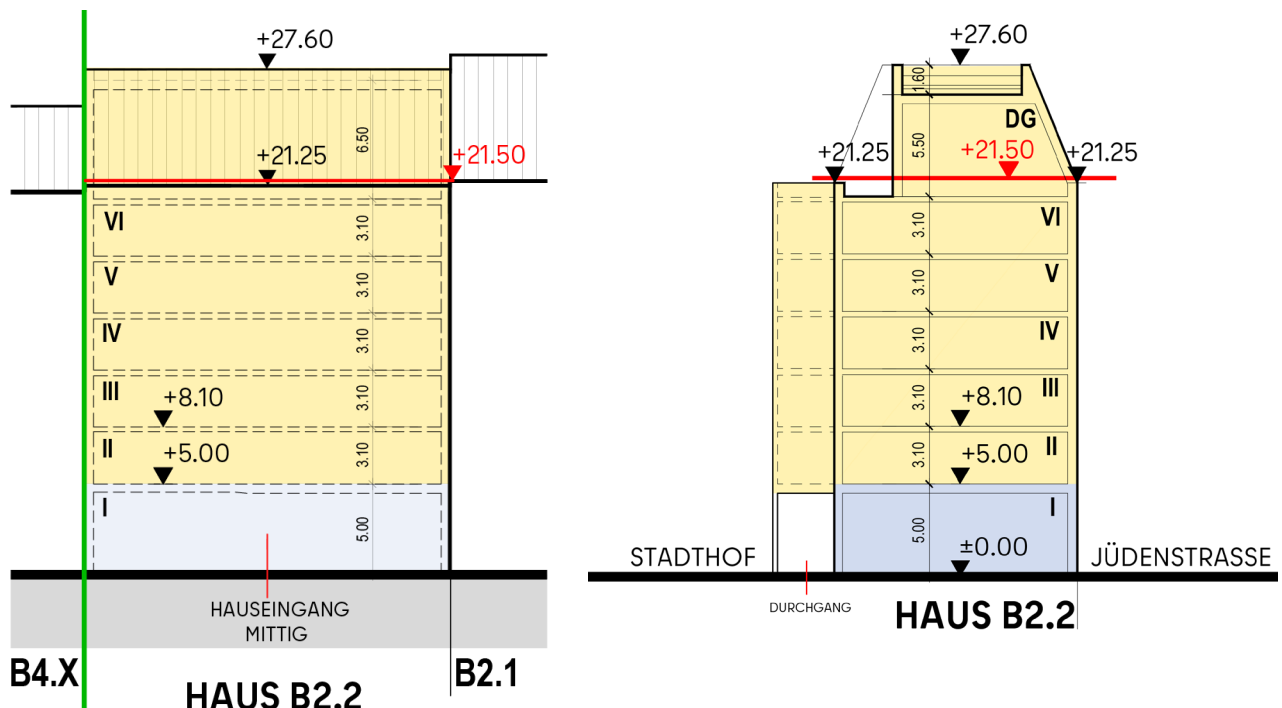 +27.60
6.50
+21.25
+21.50
VI
3.10
V
3.10
IV
3.10
III
+8.10
3.10
II
+5.00
3.10
I
5.00
HAUSEINGANG
MITTIG
B4.X
B2.1
HAUS B2.2
+27.60
1.60
DG
5.50
+21.25
+21.50
+21.25
VI
3.10
V
3.10
IV
3.10
III
+8.10
3.10
II
+5.00
3.10
I
5.00
±0.00
STADTHOF
JÜDENSTRASSE
DURCHGANG
HAUS B2.2